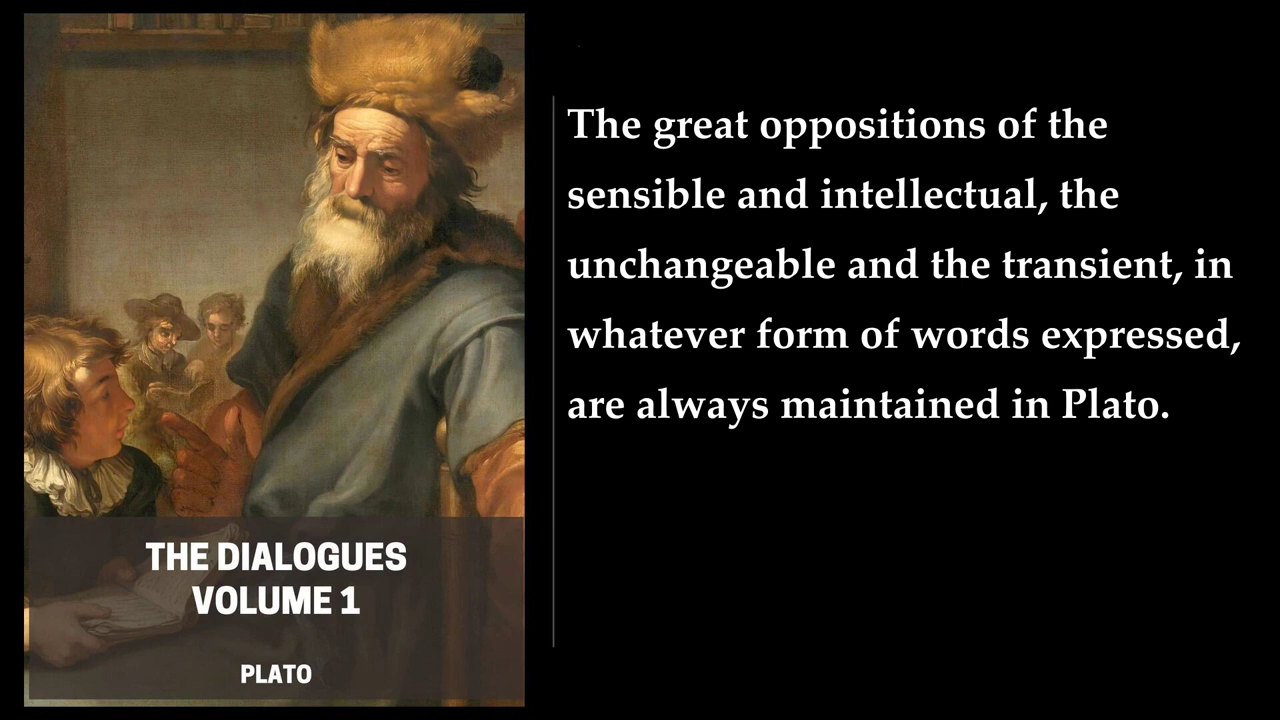 The great oppositions of the
sensible and intellectual, the
unchangeable and the transient, in
whatever form of words expressed,
are always maintained in Plato.
THE DIALOGUES
VOLUME 1
PLATO